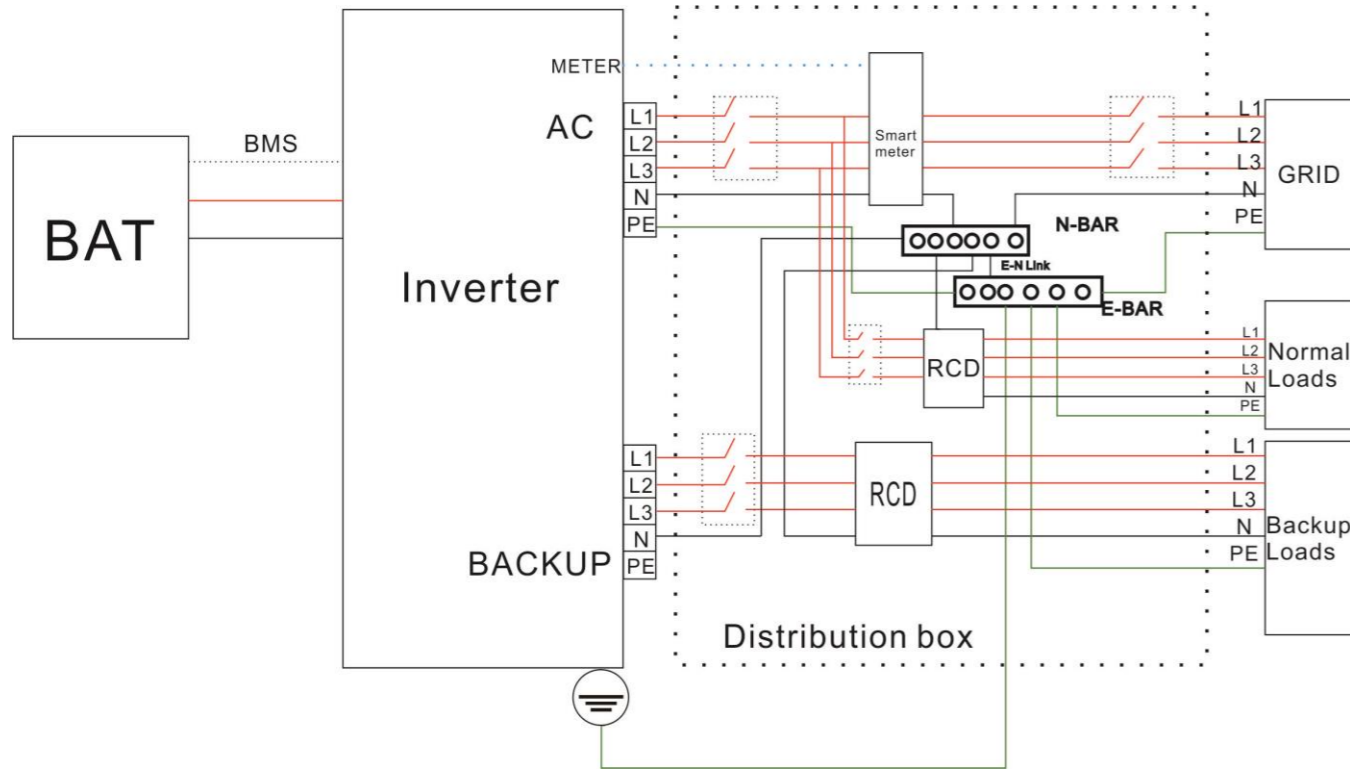 BAT
BMS
Inverter
METER
AC
L1
L2
L3
N
PE
BACKUP
L1
L2
L3
N
PE
Smart
meter
N-BAR
E-N Link
E-BAR
RCD
RCD
Distribution box
L1
L2
L3
N
PE
GRID
L1
L2
L3
N
PE
Normal
Loads
L1
L2
L3
N
PE
Backup
Loads